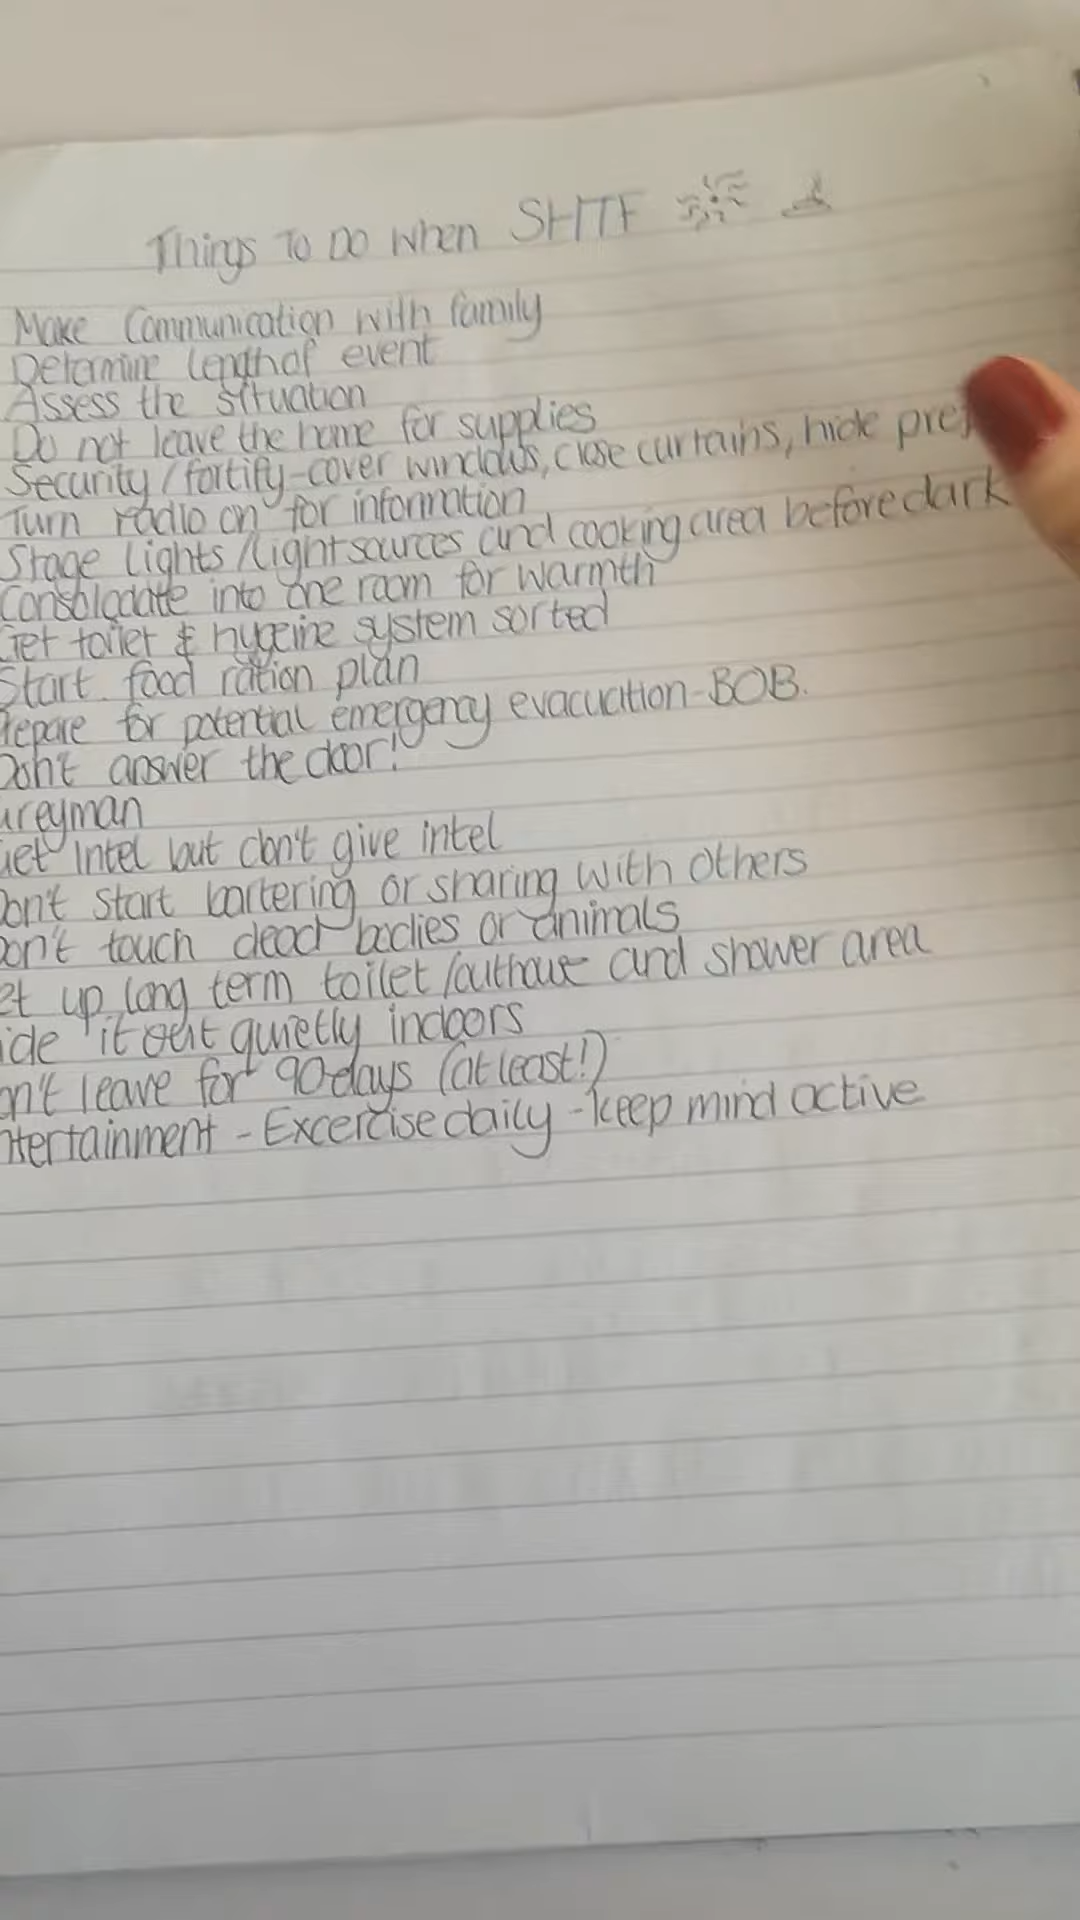 Things To Do when SHTF
Make Communication with family
Determine length of event
Assess the situation
Do not leave the home for supplies
Security / fortify - cover windows, close curtains, hide
Turn radio on for information
Stage Lights / light sources and cooking area before dark
Consolodate into one room for warmth
Get toilet & hygeine system sorted
Start food ration plan
repare for potential emergency evacuation - BOB.
Don't answer the door!
reyman
et intel but don't give intel
on't start bartering or sharing with others
on't touch dead bodies or animals
et up long term toilet / outhouse and shower area
ide it out quietly indoors
on't leave for 90 days (at least!)
ntertainment - Excercise daily - keep mind active